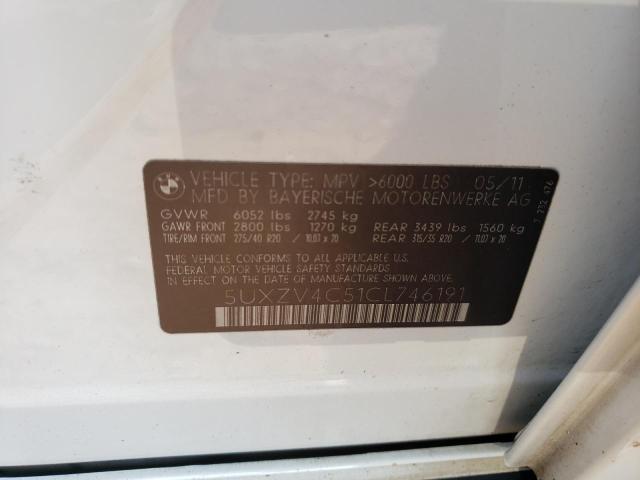 VEHICLE TYPE: MPV >6000 LBS 05/11
MFD BY BAYERISCHE MOTORENWERKE AG
GVWR 6052 lbs 2745 kg
GAWR FRONT 2800 lbs 1270 kg REAR 3439 lbs 1560 kg
TIRE/RIM FRONT 275/40 R20 / 10.0J x 20 REAR 315/35 R20 / 11.0J x 20
THIS VEHICLE CONFORMS TO ALL APPLICABLE U.S.
FEDERAL MOTOR VEHICLE SAFETY STANDARDS
IN EFFECT ON THE DATE OF MANUFACTURE SHOWN ABOVE.
5UXZV4C51CL746191
7 232 476